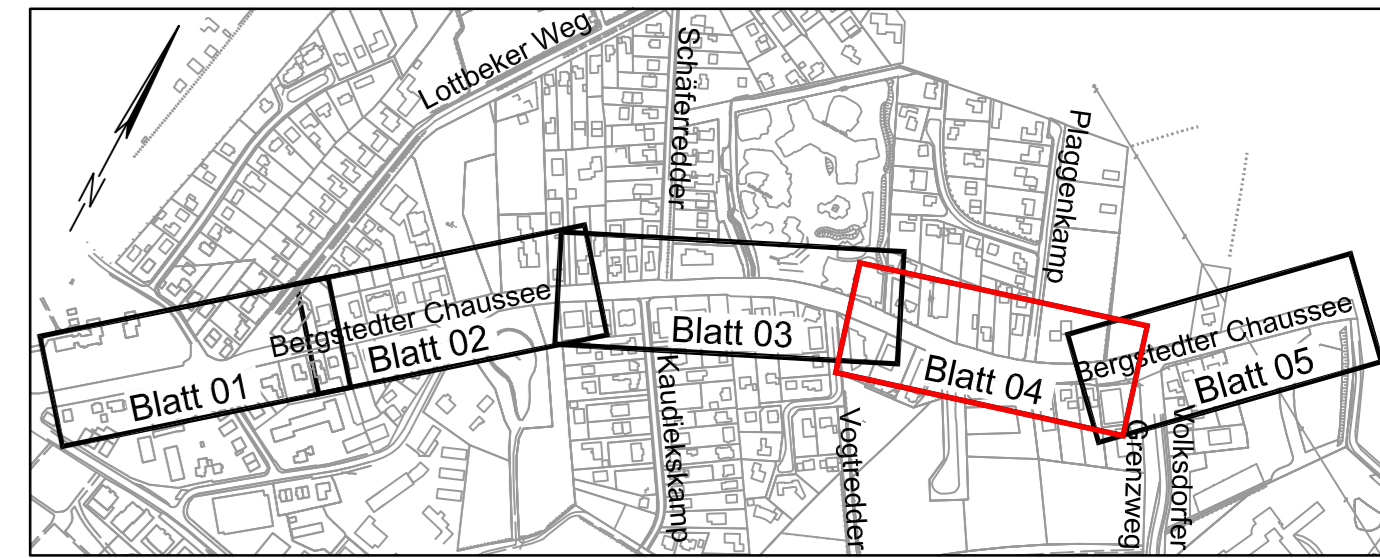 Lottbeker Weg
Schäferredder
Plaggenkamp
N
Bergstedter Chaussee
Blatt 01
Blatt 02
Blatt 03
Blatt 04
Bergstedter Chaussee
Blatt 05
Kaudiekskamp
Vogtredder
Grenzweg
Volksdorfer